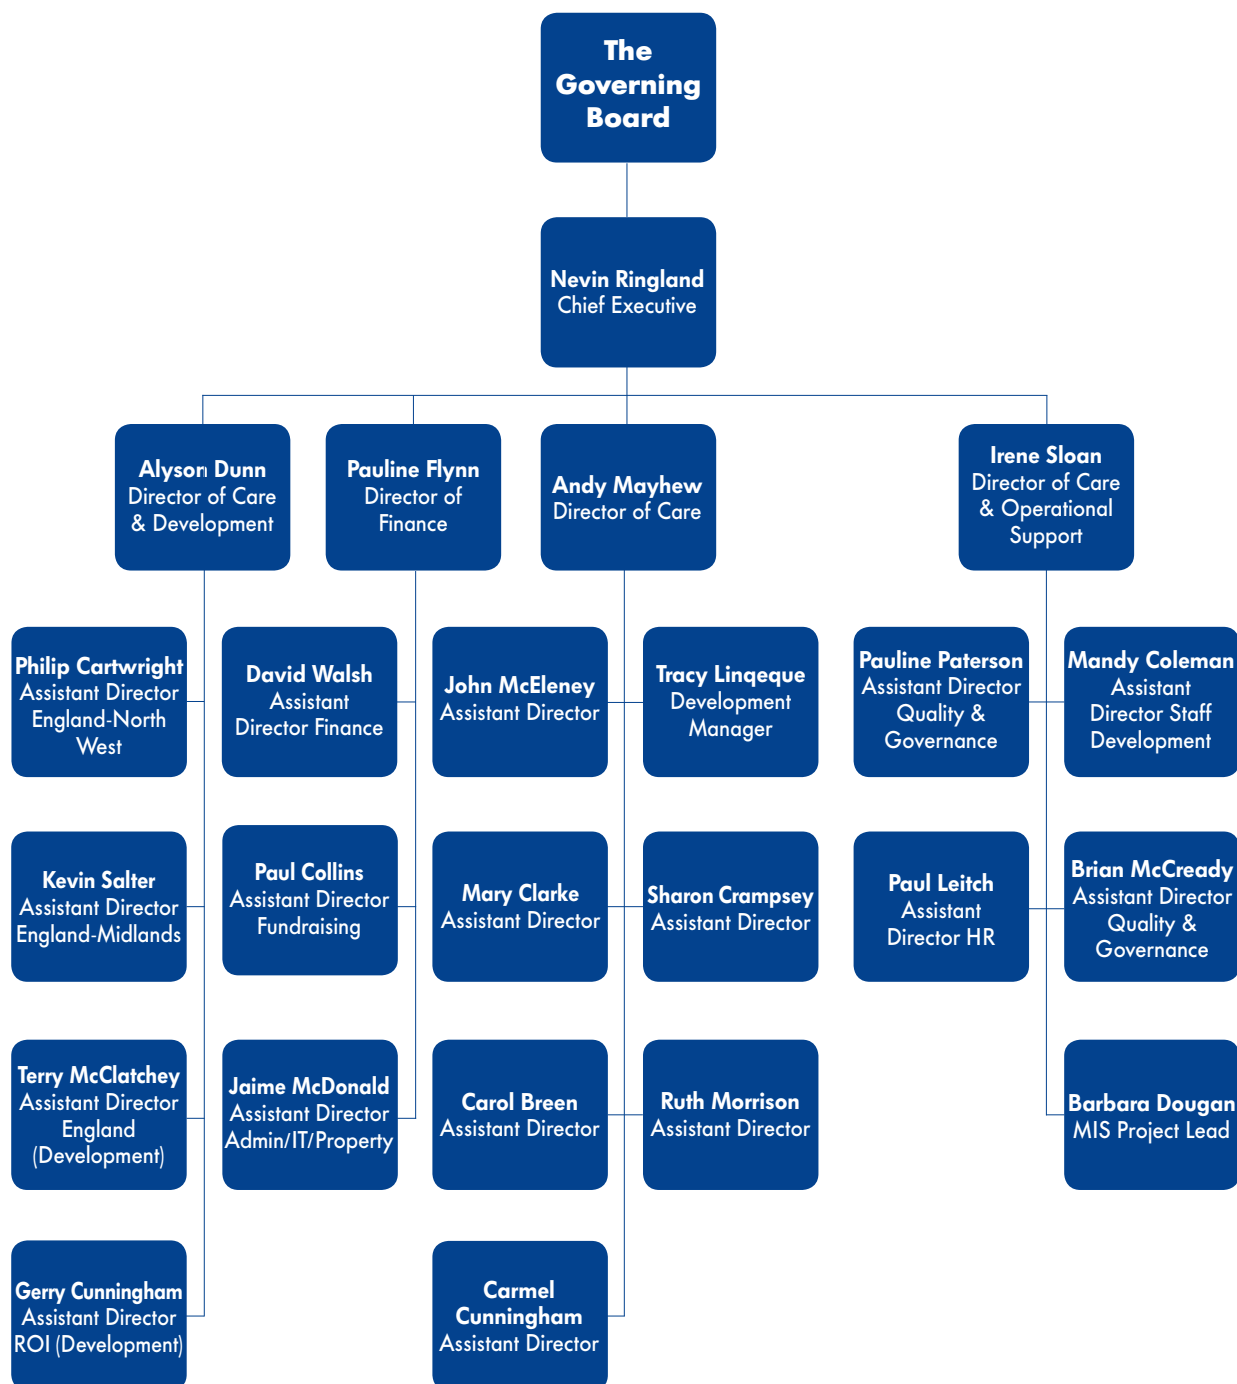 The
Governing
Board
Nevin Ringland
Chief Executive
Alyson Dunn
Director of Care
& Development
Pauline Flynn
Director of
Finance
Andy Mayhew
Director of Care
Irene Sloan
Director of Care
& Operational
Support
Philip Cartwright
Assistant Director
England-North
West
David Walsh
Assistant
Director Finance
John McEleney
Assistant Director
Tracy Linqeque
Development
Manager
Pauline Paterson
Assistant Director
Quality &
Governance
Mandy Coleman
Assistant
Director Staff
Development
Kevin Salter
Assistant Director
England-Midlands
Paul Collins
Assistant Director
Fundraising
Mary Clarke
Assistant Director
Sharon Crampsey
Assistant Director
Paul Leitch
Assistant
Director HR
Brian McCready
Assistant Director
Quality &
Governance
Terry McClatchey
Assistant Director
England
(Development)
Jaime McDonald
Assistant Director
Admin/IT/Property
Carol Breen
Assistant Director
Ruth Morrison
Assistant Director
Barbara Dougan
MIS Project Lead
Gerry Cunningham
Assistant Director
ROI (Development)
Carmel
Cunningham
Assistant Director